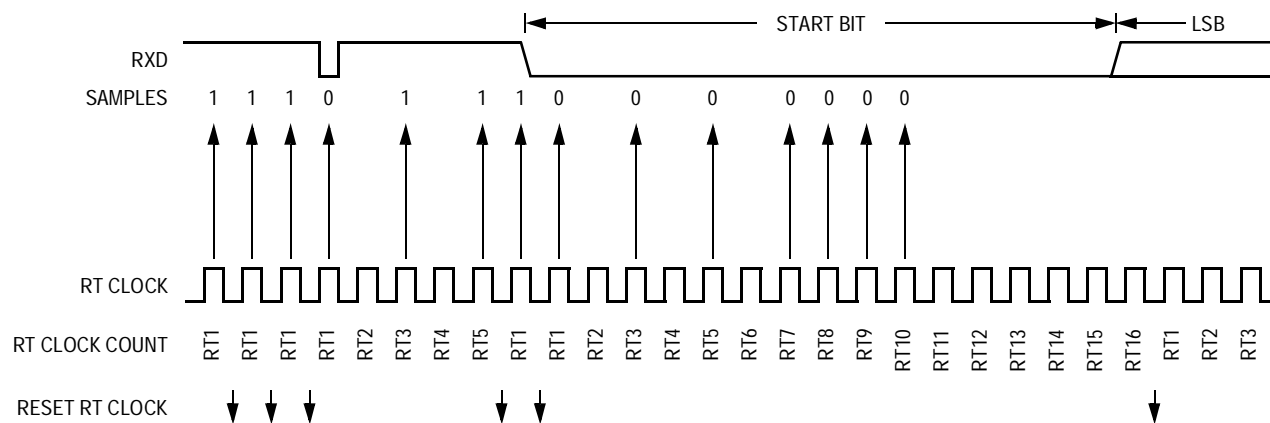 START BIT LSB
RXD
SAMPLES 1 1 1 0 1 1 1 0 0 0 0 0 0 0
RT CLOCK
RT CLOCK COUNT RT1 RT1 RT1 RT1 RT2 RT3 RT4 RT5 RT1 RT1 RT2 RT3 RT4 RT5 RT6 RT7 RT8 RT9 RT10 RT11 RT12 RT13 RT14 RT15 RT16 RT1 RT2 RT3
RESET RT CLOCK